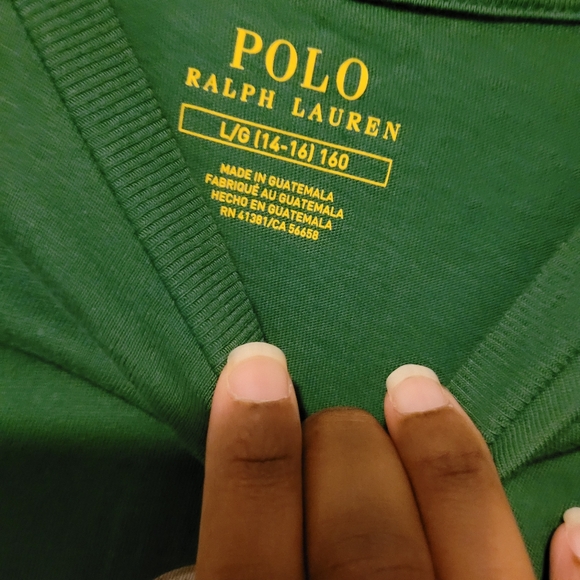 POLO
RALPH LAUREN
L/G (14-16) 160
MADE IN GUATEMALA
FABRIQUÉ AU GUATEMALA
HECHO EN GUATEMALA
RN 41381/CA 56658